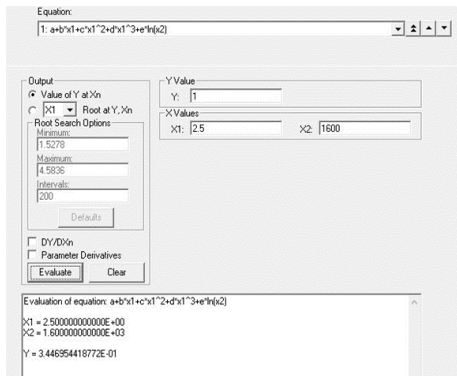 Equation:
1: a+b*x1+c*x1^2+d*x1^3+e*ln(x2)
Output
Value of Y at Xn
X1 Root at Y, Xn
Root Search Options
Minimum:
1.5278
Maximum:
4.5836
Intervals:
200
Defaults
DY/DXn
Parameter Derivatives
Evaluate Clear
Y Value
Y: 1
X Values
X1: 2.5 X2: 1600
Evaluation of equation: a+b*x1+c*x1^2+d*x1^3+e*ln(x2)
X1 = 2.500000000000E+00
X2 = 1.600000000000E+03
Y = 3.446954418772E-01